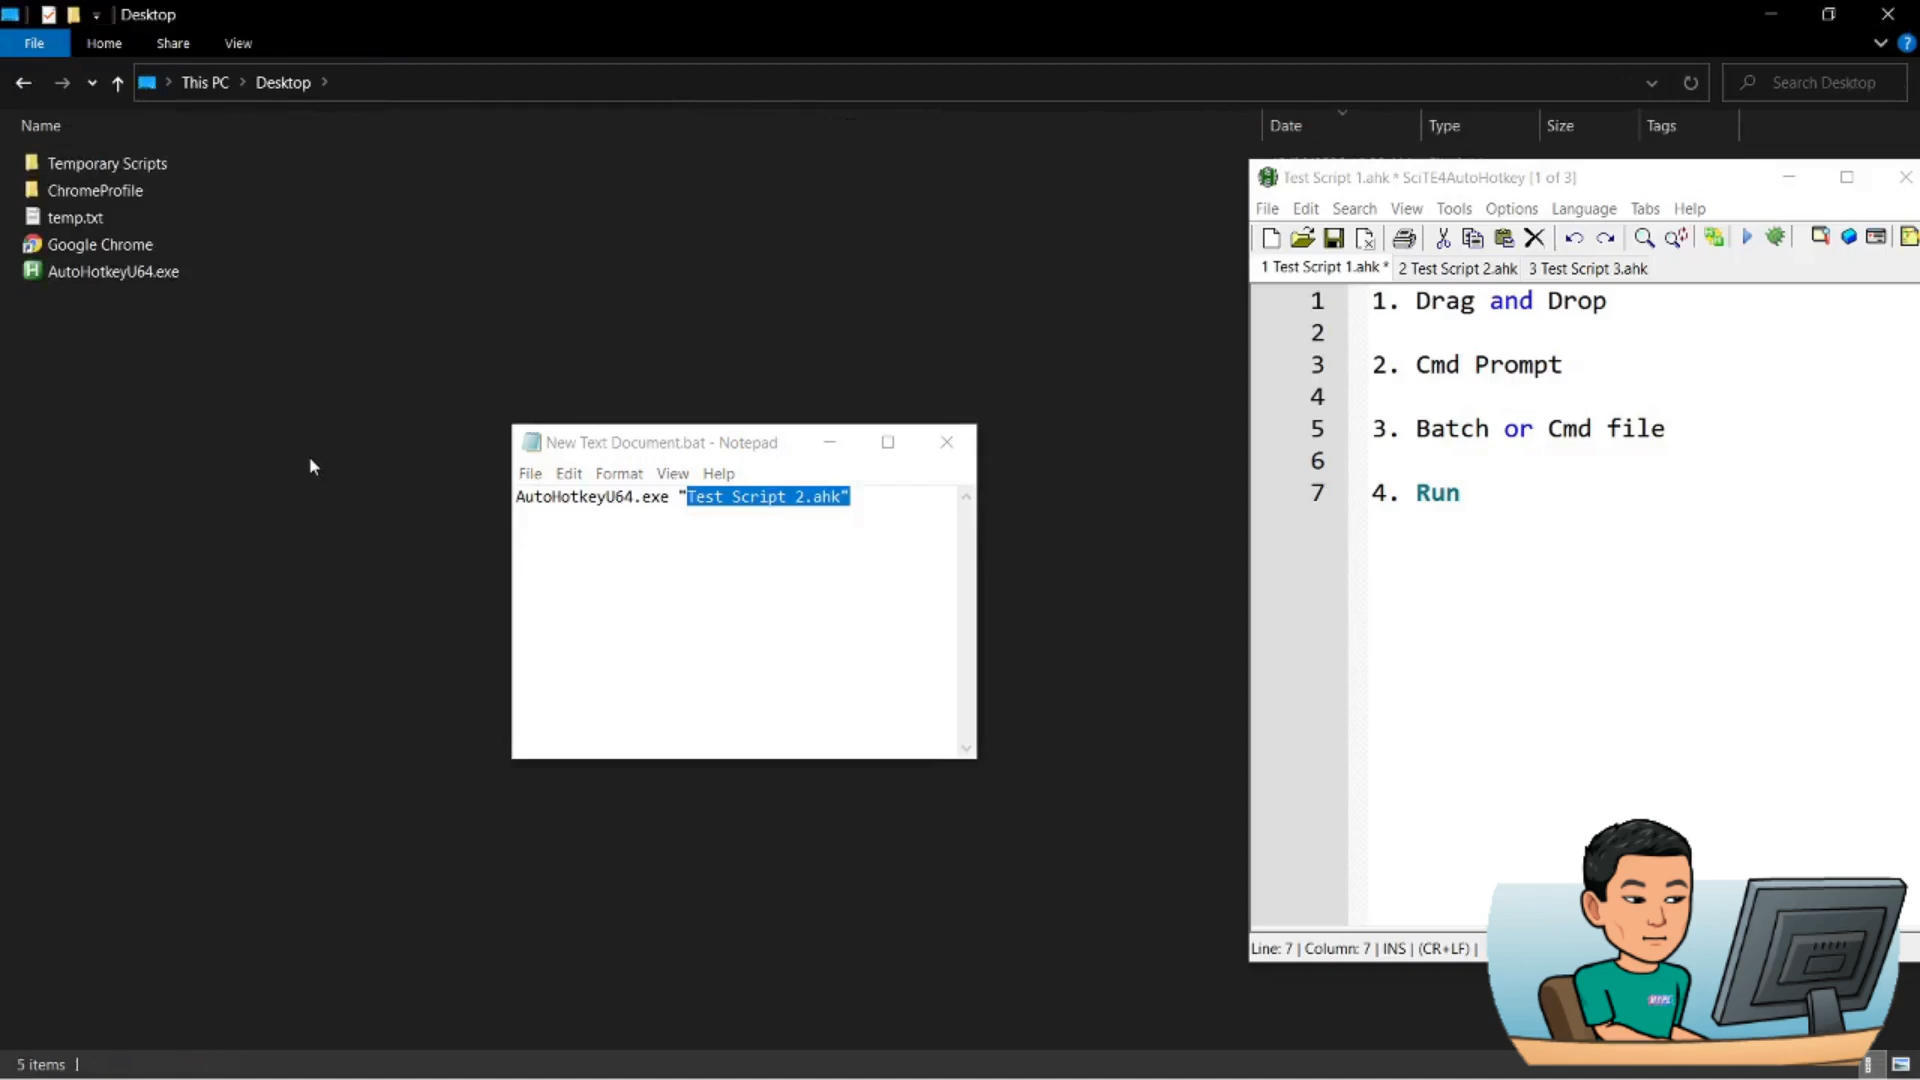 Desktop
File Home Share View
This PC Desktop
Search Desktop
Name
Date Type Size Tags
Temporary Scripts
ChromeProfile
temp.txt
Google Chrome
AutoHotkeyU64.exe
Test Script 1.ahk * SciTE4AutoHotkey [1 of 3]
File Edit Search View Tools Options Language Tabs Help
1 Test Script 1.ahk * 2 Test Script 2.ahk 3 Test Script 3.ahk
1 1. Drag and Drop
2
3 2. Cmd Prompt
4
5 3. Batch or Cmd file
6
7 4. Run
New Text Document.bat - Notepad
File Edit Format View Help
AutoHotkeyU64.exe "Test Script 2.ahk"
Line: 7 | Column: 7 | INS | (CR+LF) |
5 items